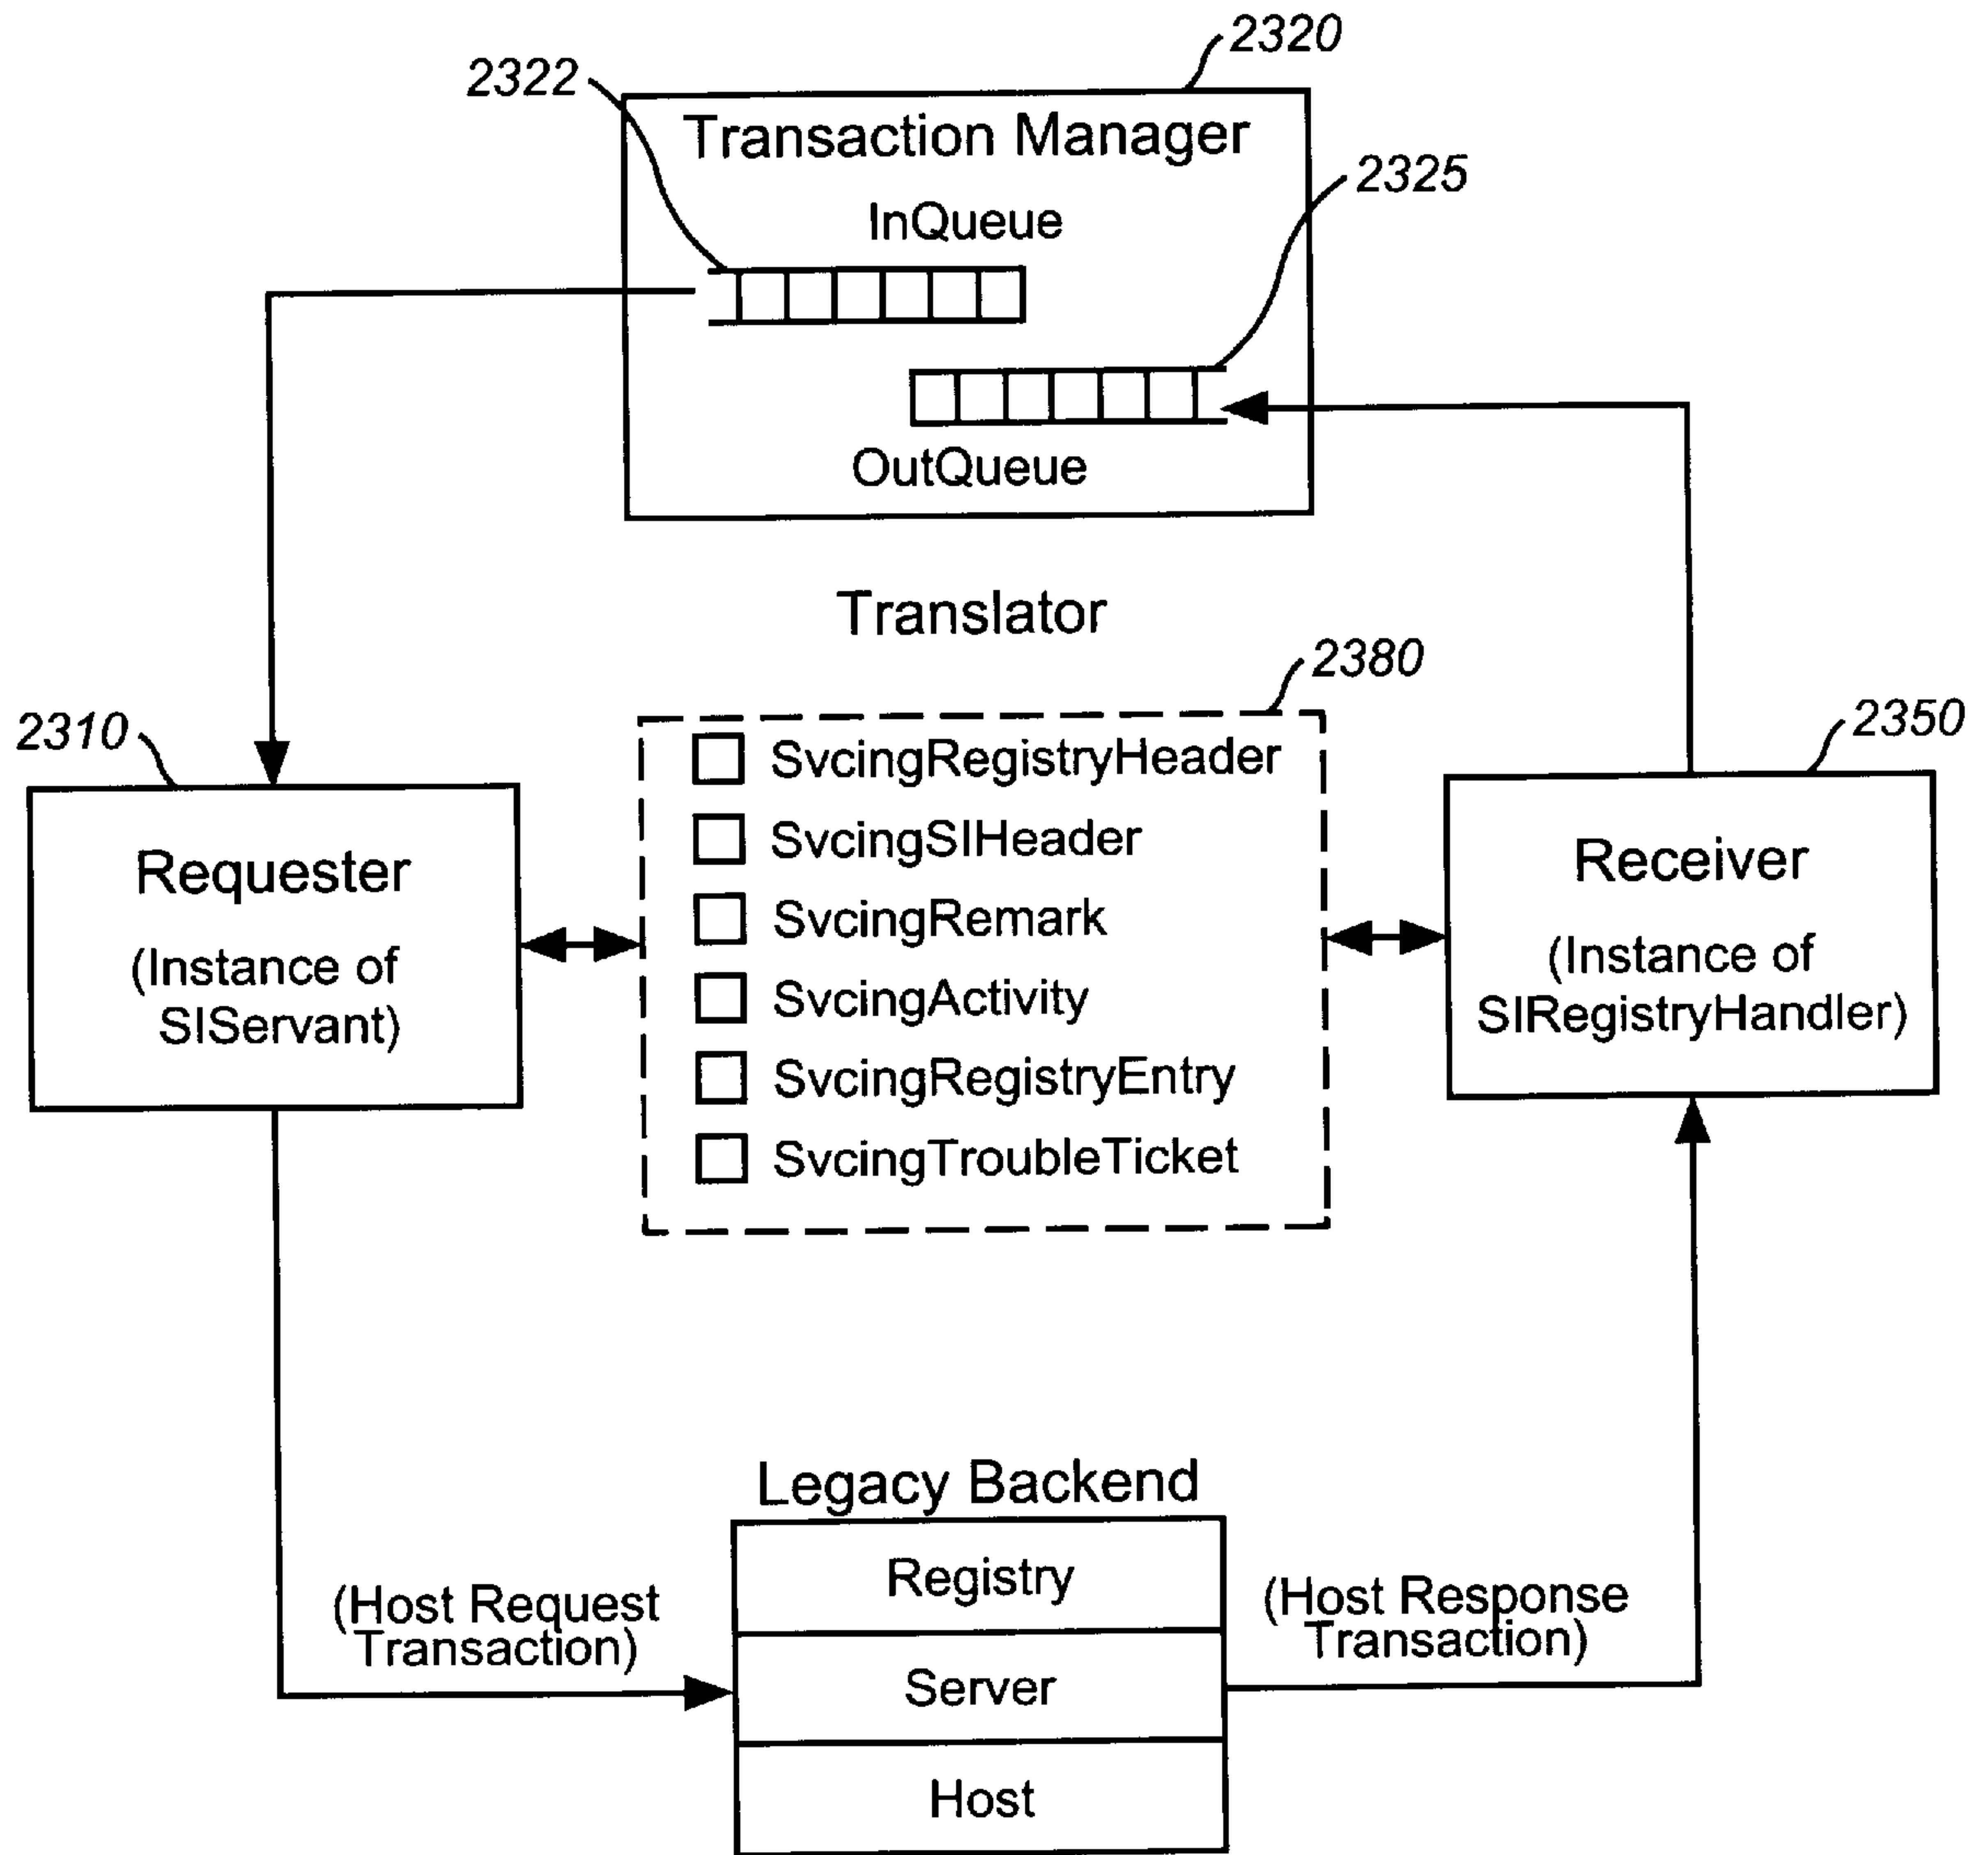 2320
2322
Transaction Manager
2325
InQueue
OutQueue
Translator
2380
2310
2350
SvcingRegistryHeader
SvcingSIHeader
SvcingRemark
SvcingActivity
SvcingRegistryEntry
SvcingTroubleTicket
Requester
(Instance of
SIServant)
Receiver
(Instance of
SIRegistryHandler)
Legacy Backend
Registry
Server
Host
(Host Request
Transaction)
(Host Response
Transaction)